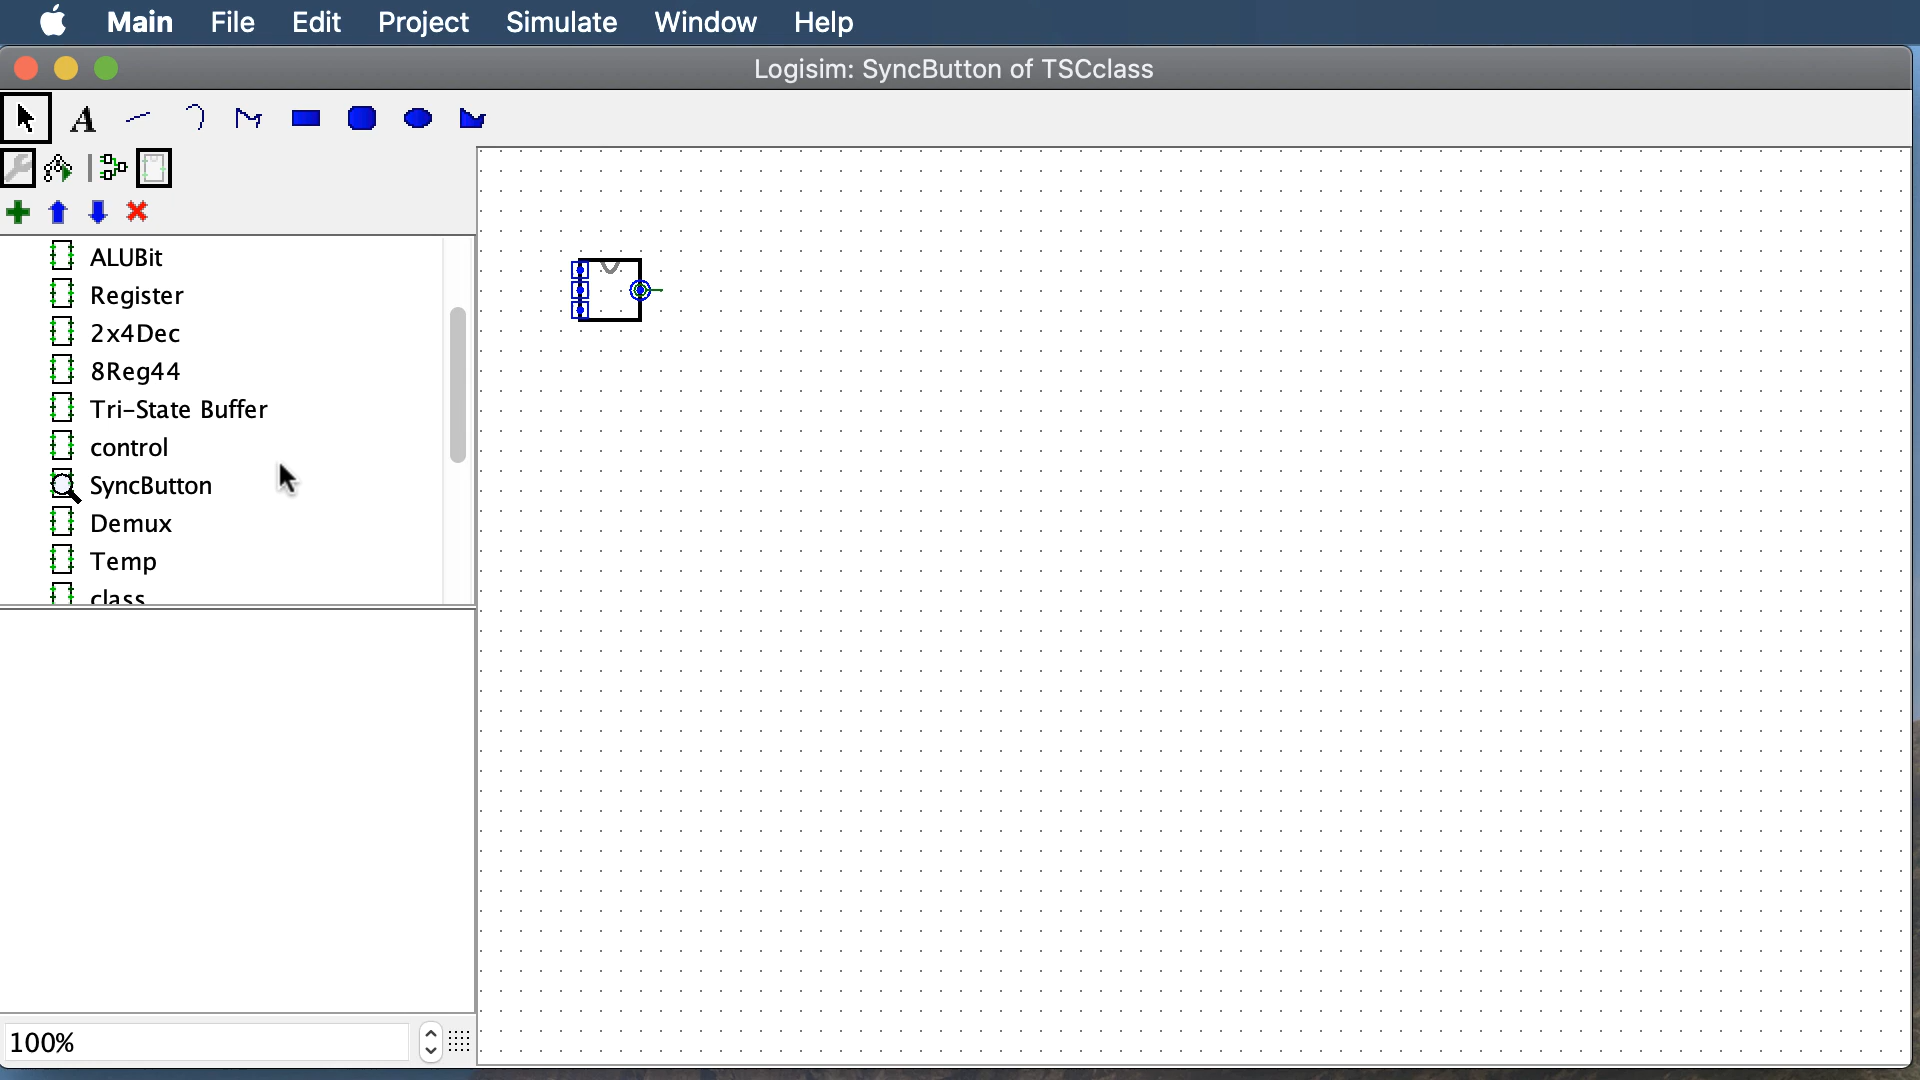 Main File Edit Project Simulate Window Help
Logisim: SyncButton of TSCclass
A
ALUBit
Register
2x4Dec
8Reg44
Tri-State Buffer
control
SyncButton
Demux
Temp
class
100%